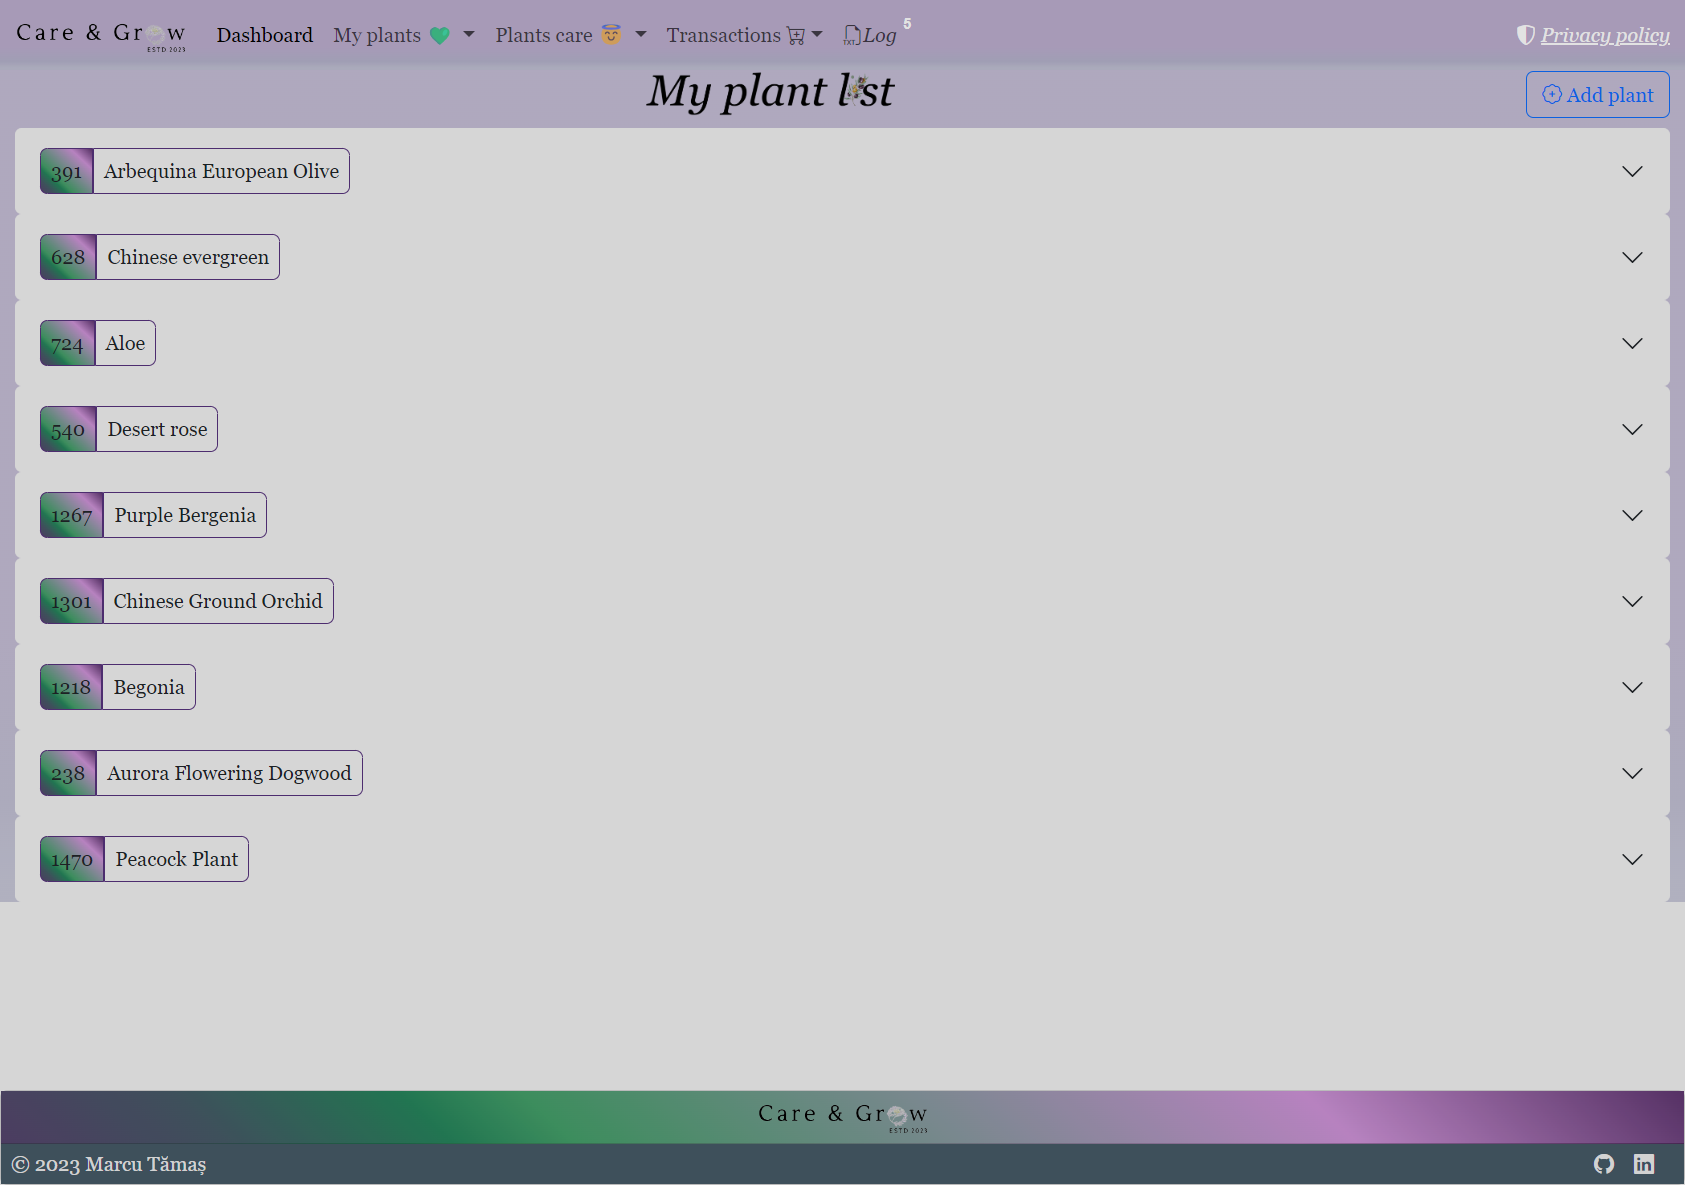 Care & Grow
ESTD 2023
Dashboard
My plants
Plants care
Transactions
TXT
Log
5
Privacy policy
My plant list
Add plant
391 Arbequina European Olive
628 Chinese evergreen
724 Aloe
540 Desert rose
1267 Purple Bergenia
1301 Chinese Ground Orchid
1218 Begonia
238 Aurora Flowering Dogwood
1470 Peacock Plant
Care & Grow
ESTD 2023
© 2023 Marcu Tămaș
in